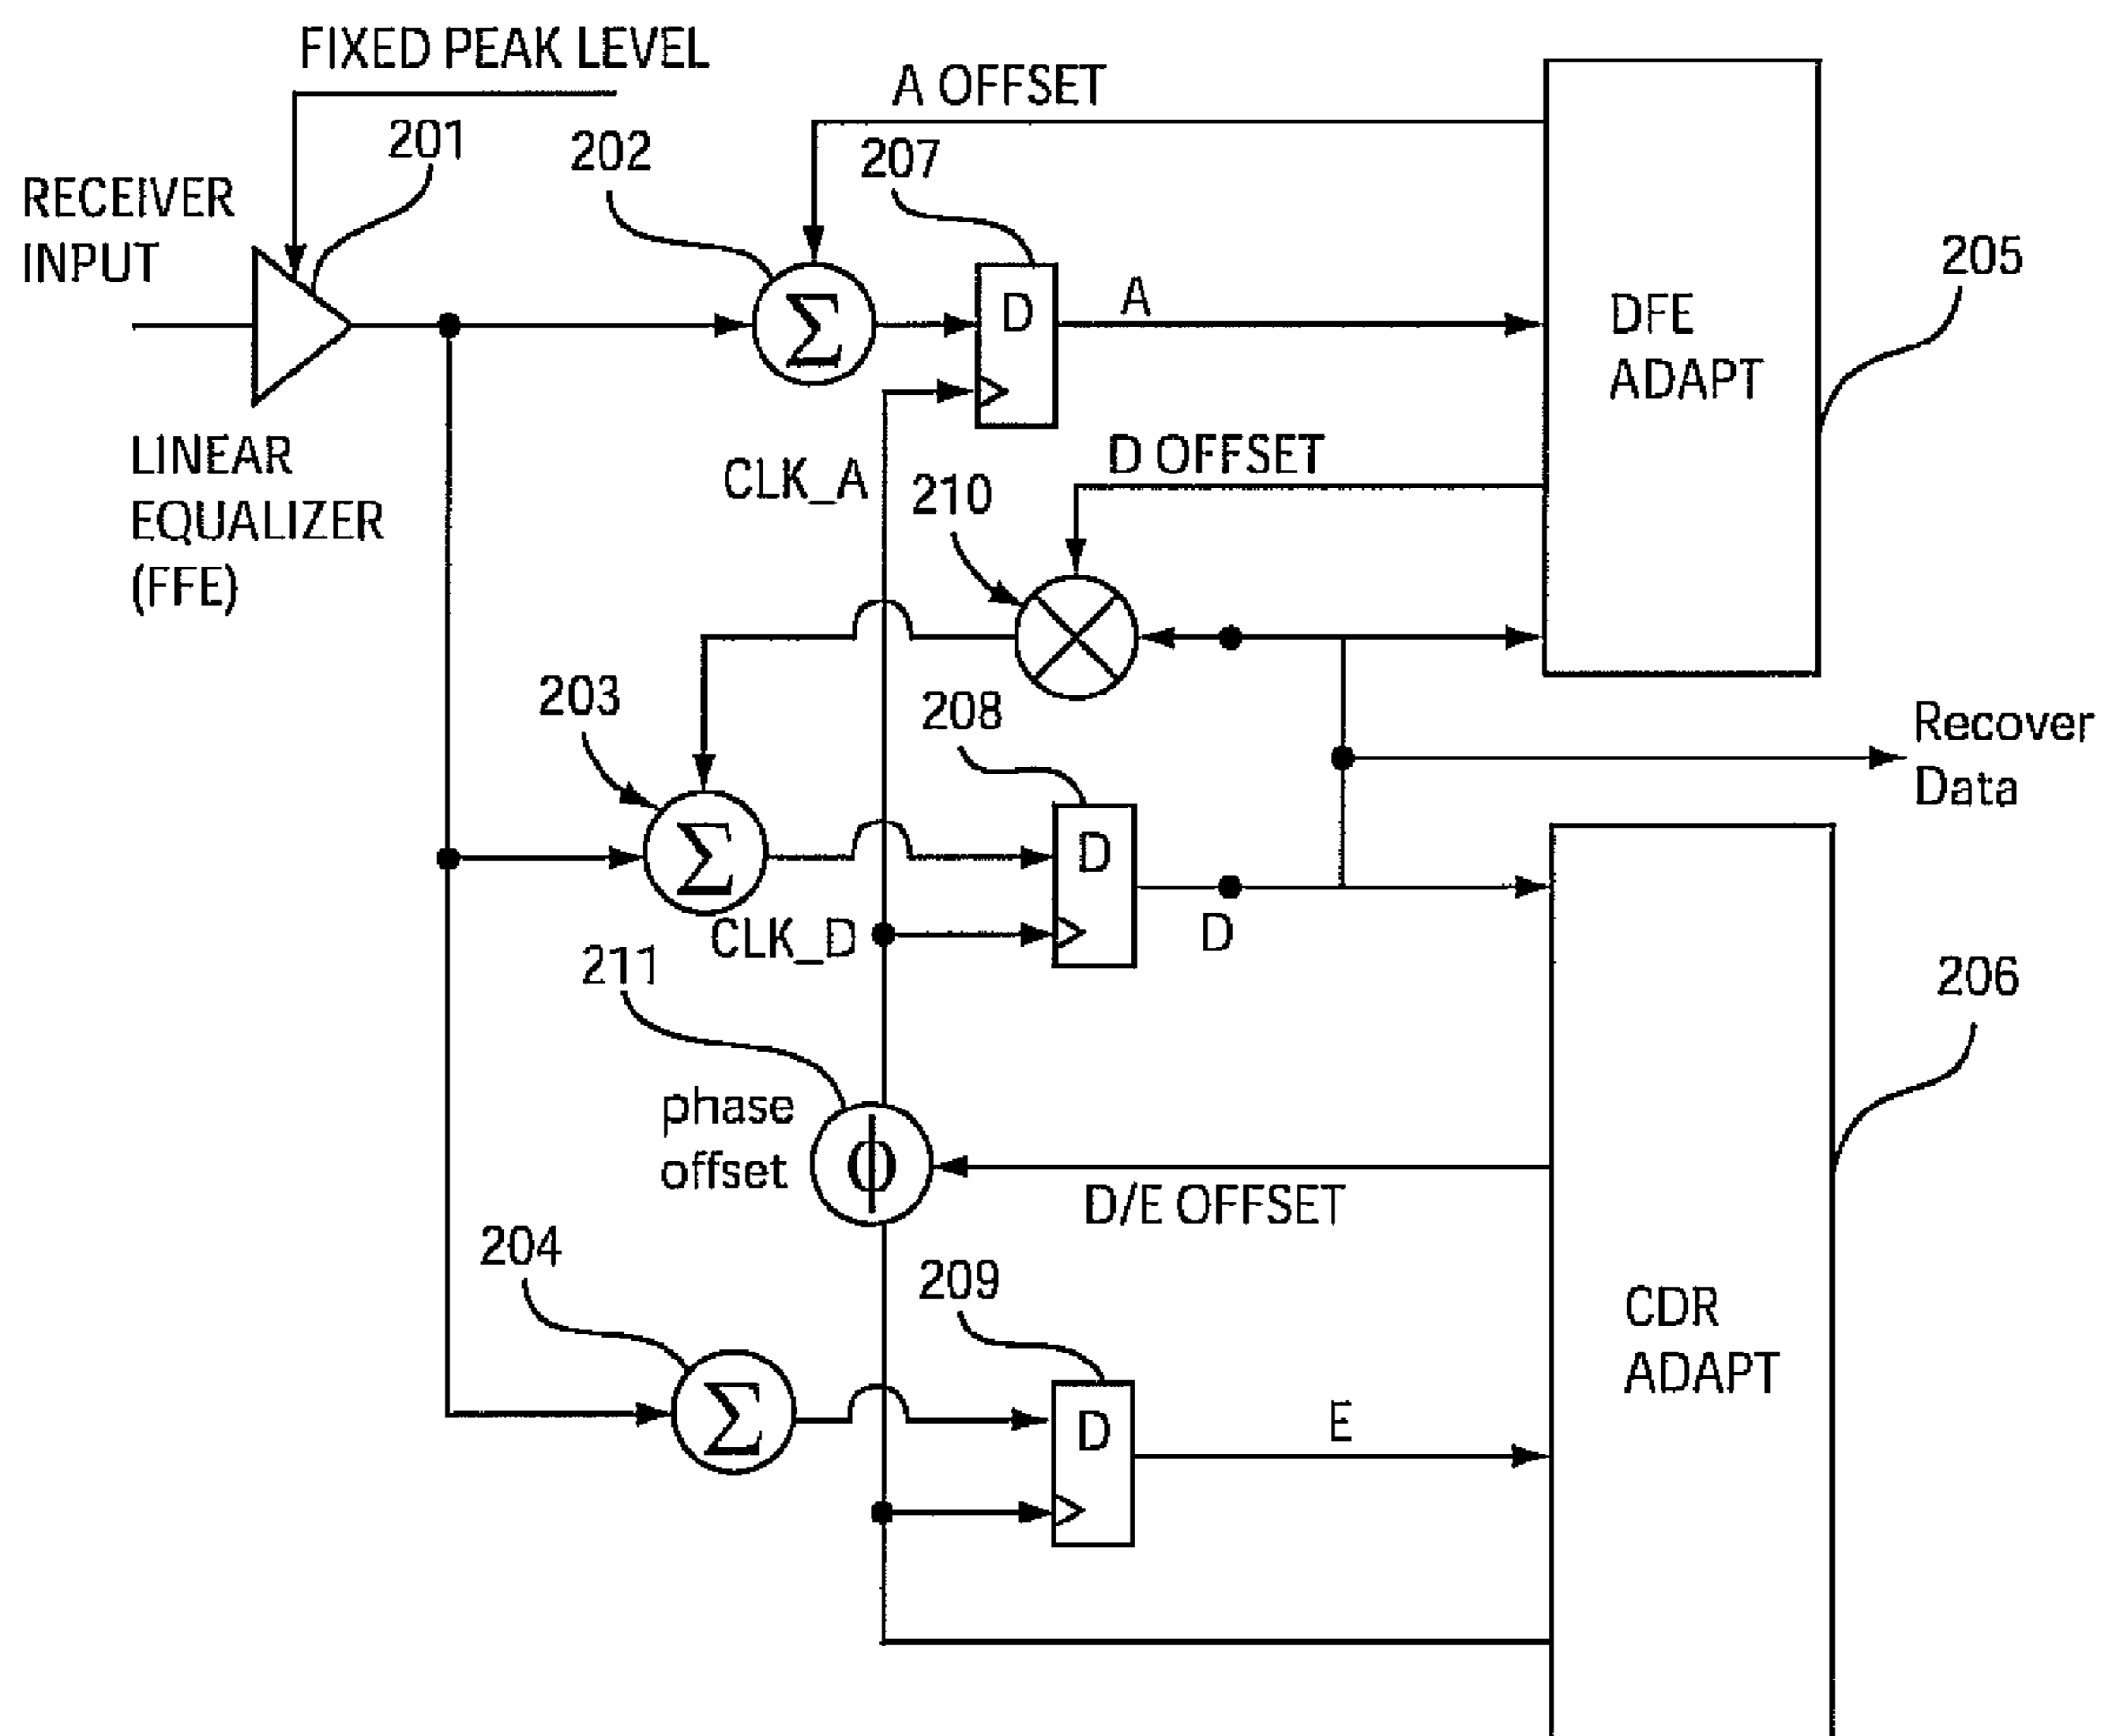 FIXED PEAK LEVEL
A OFFSET
201
202
207
RECEIVER
INPUT
205
Σ
D
A
DFE
ADAPT
LINEAR
EQUALIZER
(FFE)
CLK_A
D OFFSET
210
203
208
Recover
Data
Σ
D
CLK_D
D
211
206
phase
offset
ϕ
D/E OFFSET
204
209
CDR
ADAPT
Σ
D
E